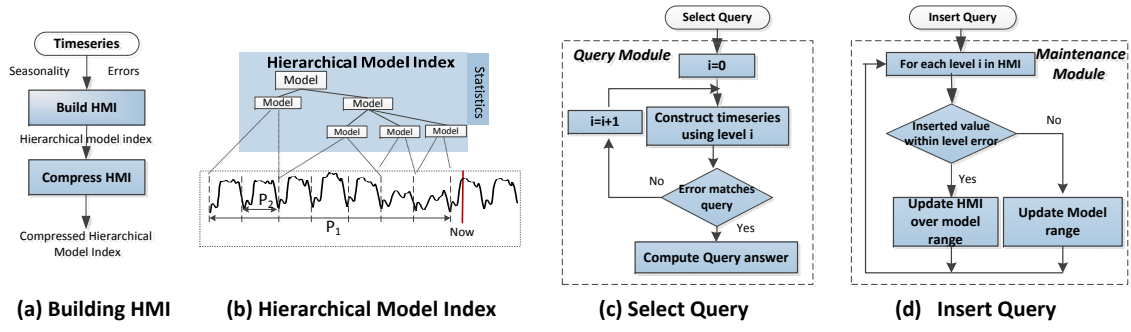 Timeseries
Seasonality
Errors
Build HMI
Hierarchical model index
Compress HMI
Compressed Hierarchical
Model Index
(a) Building HMI
Hierarchical Model Index
Statistics
Model
Model
Model
Model
Model
Model
P2
P1
Now
(b) Hierarchical Model Index
Select Query
Query Module
i=0
i=i+1
Construct timeseries
using level i
No
Error matches
query
Yes
Compute Query answer
(c) Select Query
Insert Query
Maintenance
Module
For each level i in HMI
Inserted value
within level error
No
Yes
Update HMI
over model
range
Update Model
range
(d) Insert Query